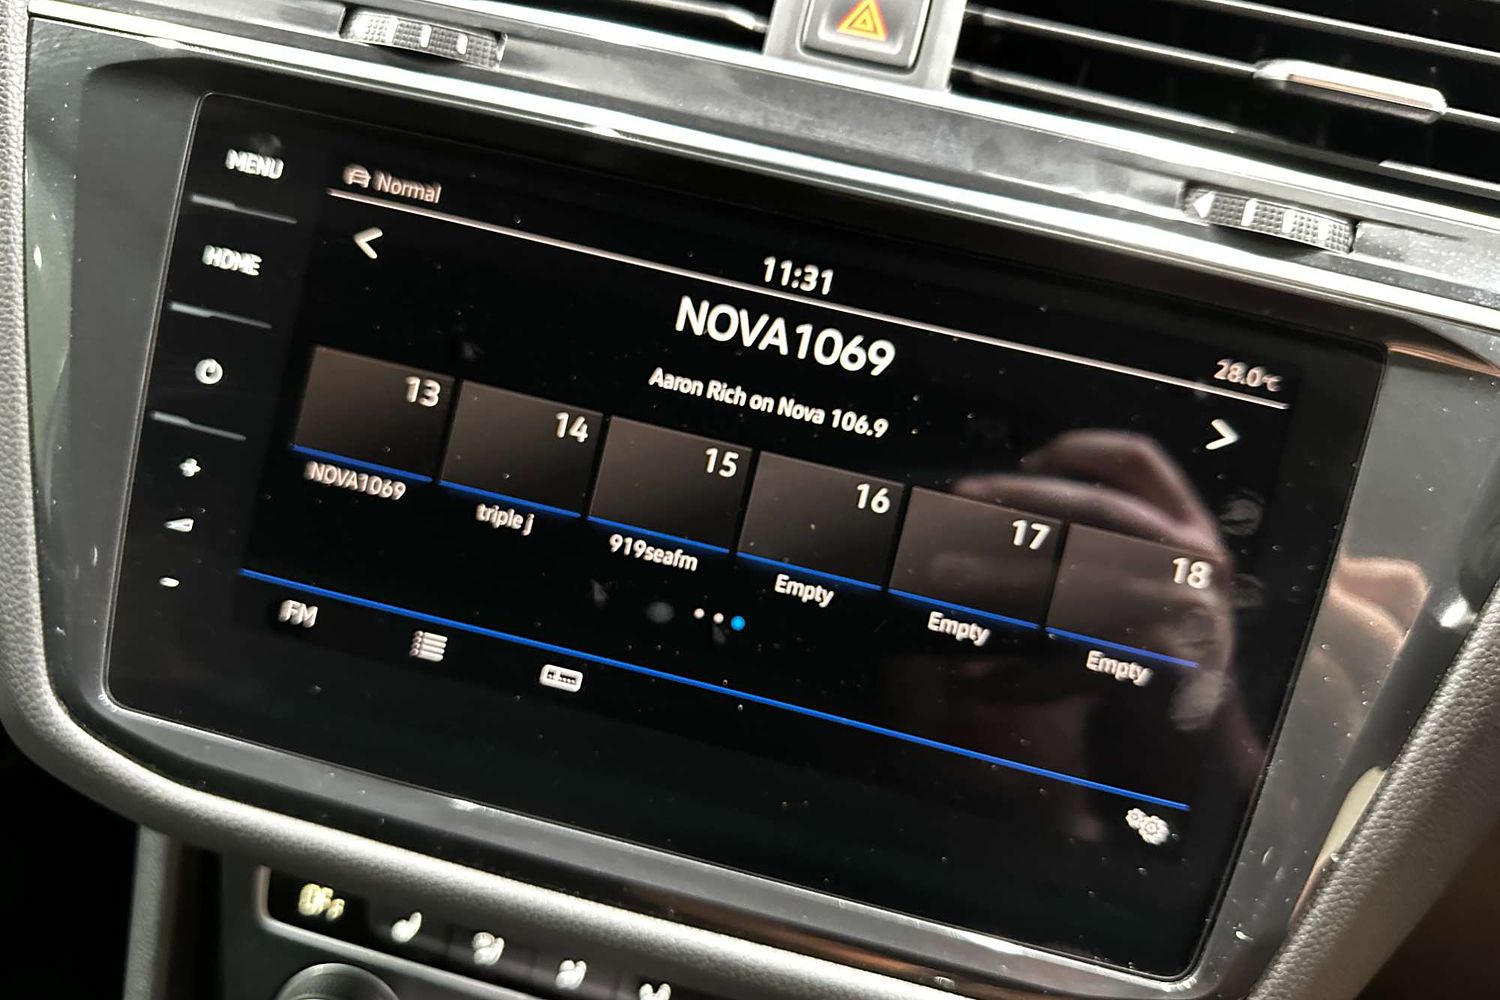 MENU
Normal
HOME
11:31
NOVA1069
28.0°C
Aaron Rich on Nova 106.9
13
14
15
16
17
18
NOVA1069
triple j
919seafm
Empty
Empty
Empty
FM
OFF